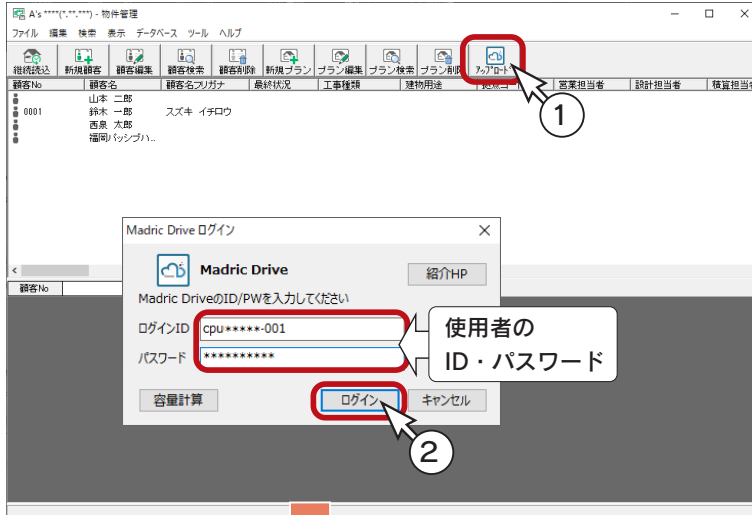 A's ****(*.**.***) - 物件管理
ファイル 編集 検索 表示 データベース ツール ヘルプ
継続読込 新規顧客 顧客編集 顧客検索 顧客削除 新規プラン プラン編集 プラン検索 プラン削除 アップロード
顧客No 顧客名 顧客名フリガナ 最終状況 工事種類 建物用途 営業担当者 設計担当者 積算担当者
山本 二郎
0001 鈴木 一郎 スズキ イチロウ
西泉 太郎
福岡パッシブハ...
1
Madric Drive ログイン
Madric Drive 紹介HP
Madric DriveのID/PWを入力してください
顧客No
ログインID cpu*****-001
パスワード **********
使用者の
ID・パスワード
容量計算 ログイン キャンセル
2